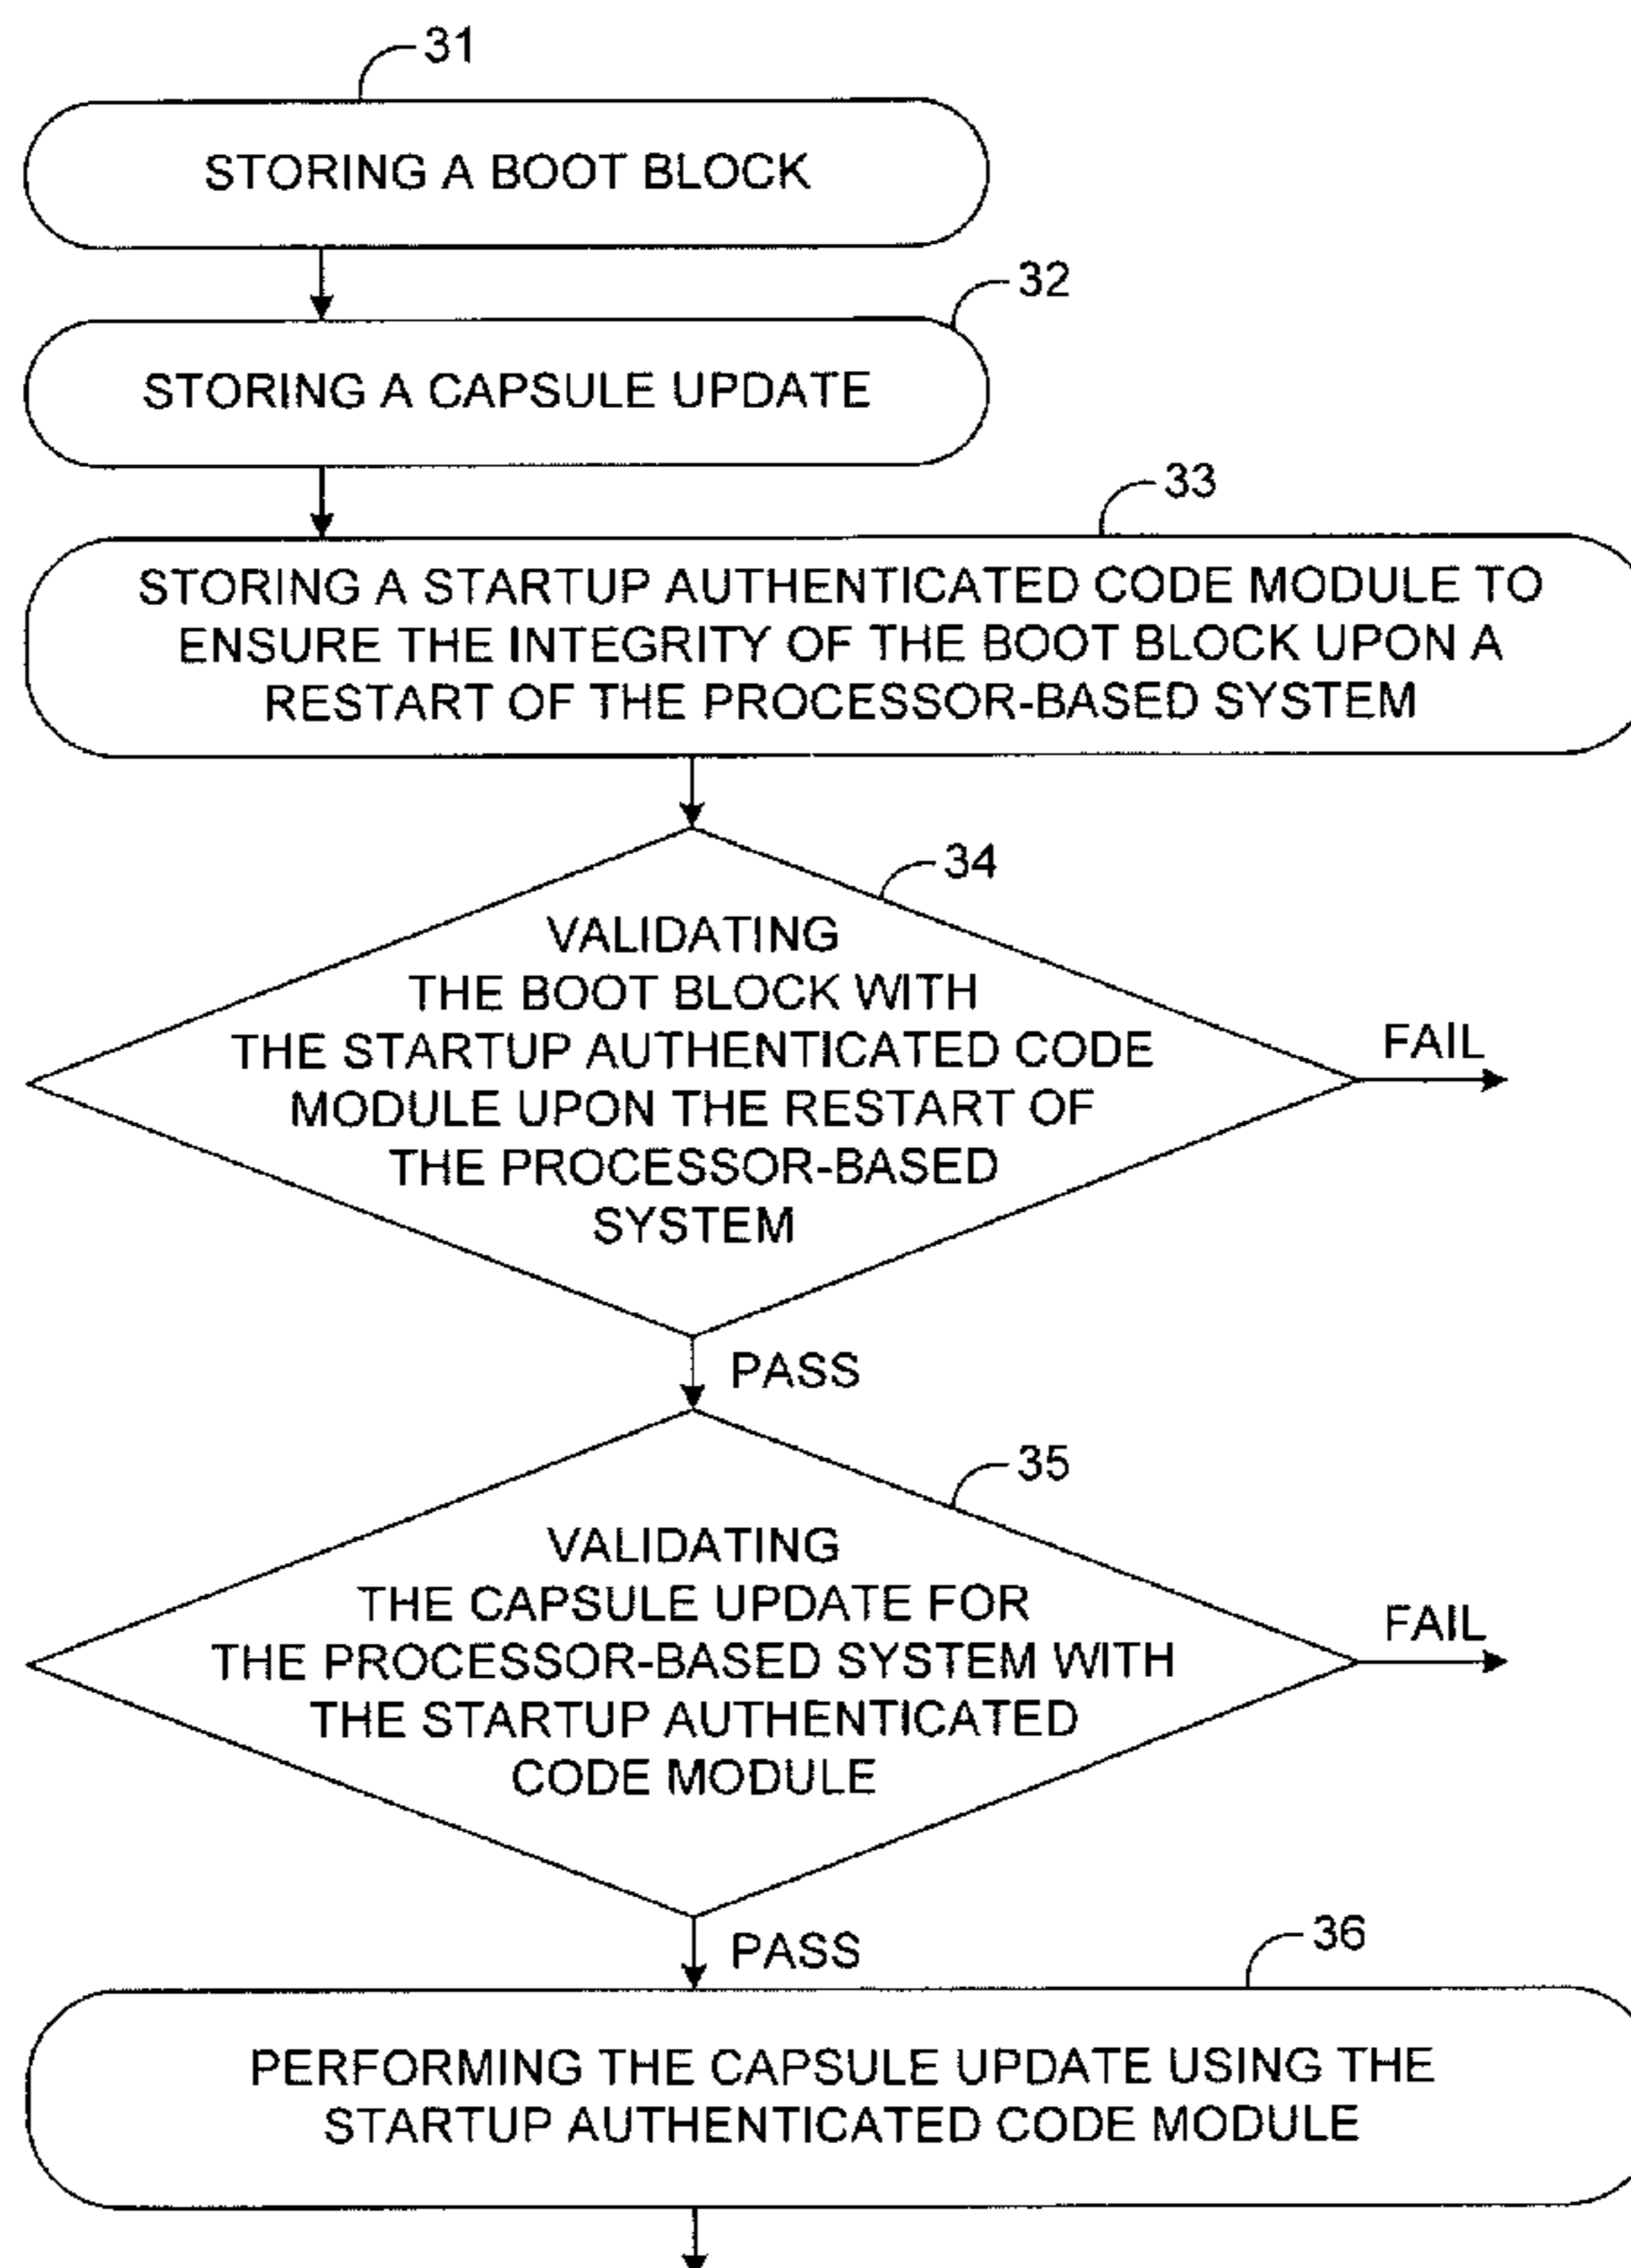 31
STORING A BOOT BLOCK
32
STORING A CAPSULE UPDATE
33
STORING A STARTUP AUTHENTICATED CODE MODULE TO
ENSURE THE INTEGRITY OF THE BOOT BLOCK UPON A
RESTART OF THE PROCESSOR-BASED SYSTEM
34
VALIDATING
THE BOOT BLOCK WITH
THE STARTUP AUTHENTICATED CODE
MODULE UPON THE RESTART OF
THE PROCESSOR-BASED
SYSTEM
FAIL
PASS
35
VALIDATING
THE CAPSULE UPDATE FOR
THE PROCESSOR-BASED SYSTEM WITH
THE STARTUP AUTHENTICATED
CODE MODULE
FAIL
PASS
36
PERFORMING THE CAPSULE UPDATE USING THE
STARTUP AUTHENTICATED CODE MODULE